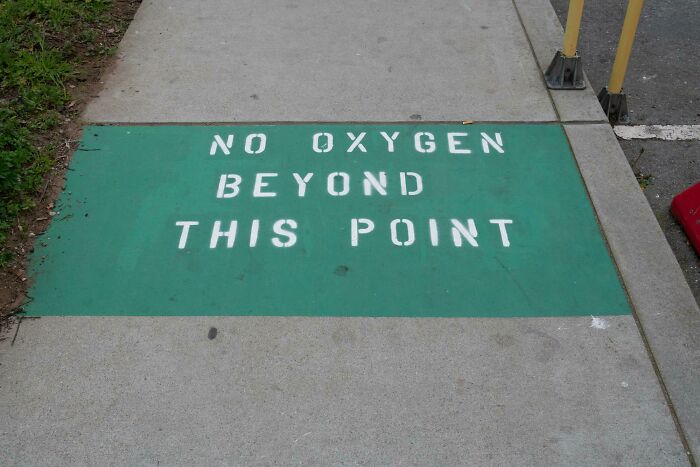 NO OXYGEN
BEYOND
THIS POINT